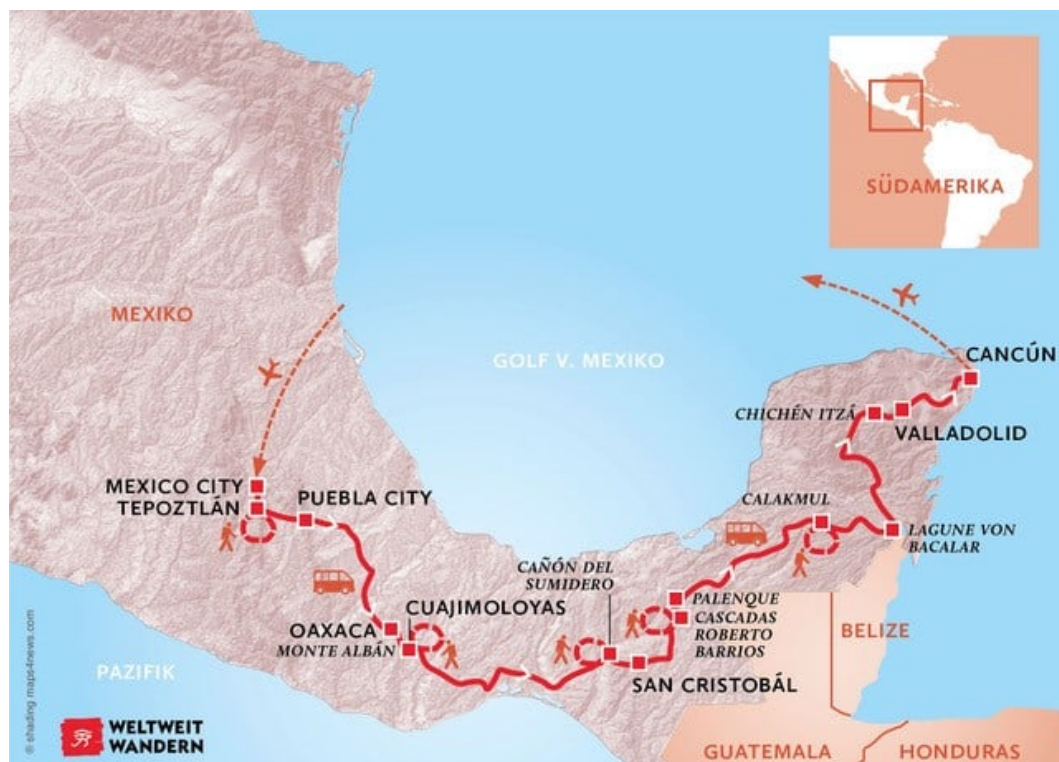 SÜDAMERIKA
MEXIKO
GOLF V. MEXIKO
CANCÚN
CHICHÉN ITZÁ
VALLADOLID
MEXICO CITY
TEPOZTLÁN
PUEBLA CITY
CALAKMUL
LAGUNE VON
BACALAR
CAÑÓN DEL
SUMIDERO
CUAJIMOLOYAS
PALENQUE
CASCADAS
ROBERTO
BARRIOS
OAXACA
MONTE ALBÁN
BELIZE
SAN CRISTOBÁL
PAZIFIK
© shading maps4news.com
WELTWEIT
WANDERN
GUATEMALA
HONDURAS